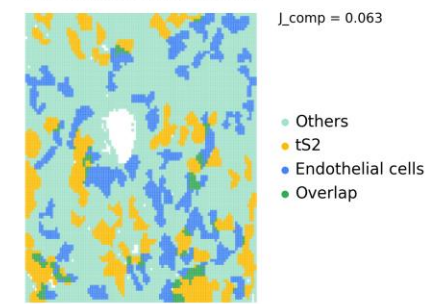 J_comp = 0.063
Others
tS2
Endothelial cells
Overlap